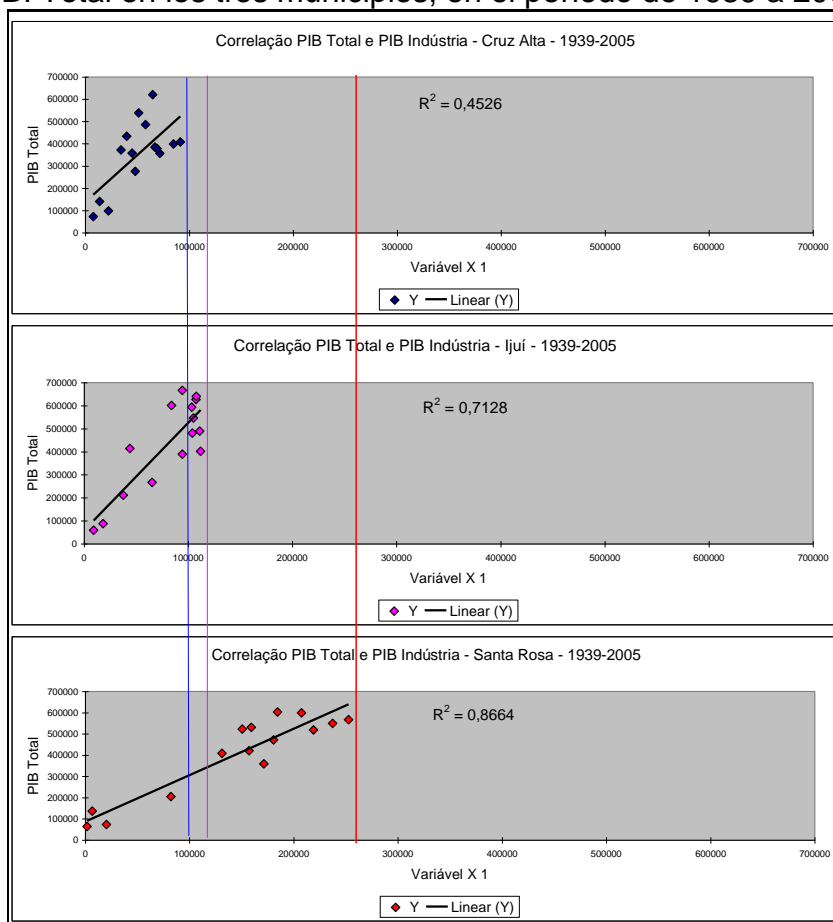 Total en los tres municipios, en el período de
Correlação PIB Total e PIB Indústria - Cruz Alta - 1939-2005
R² = 0,4526
PIB Total
700000
600000
500000
400000
300000
200000
100000
0
0 100000 200000 300000 400000 500000 600000 700000
Variável X 1
Y Linear (Y)
Correlação PIB Total e PIB Indústria - Ijuí - 1939-2005
R² = 0,7128
PIB Total
700000
600000
500000
400000
300000
200000
100000
0
0 100000 200000 300000 400000 500000 600000 700000
Variável X 1
Y Linear (Y)
Correlação PIB Total e PIB Indústria - Santa Rosa - 1939-2005
R² = 0,8664
PIB Total
700000
600000
500000
400000
300000
200000
100000
0
0 100000 200000 300000 400000 500000 600000 700000
Variável X 1
Y Linear (Y)